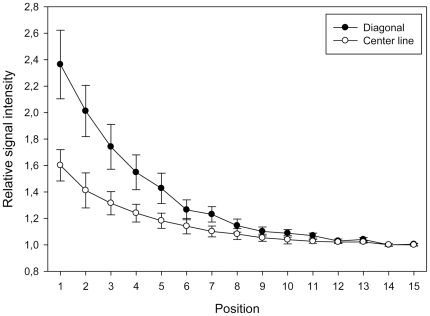 2,8
2,6
2,4
2,2
2,0
1,8
1,6
1,4
1,2
1,0
0,8
Relative signal intensity
Diagonal
Center line
1 2 3 4 5 6 7 8 9 10 11 12 13 14 15
Position